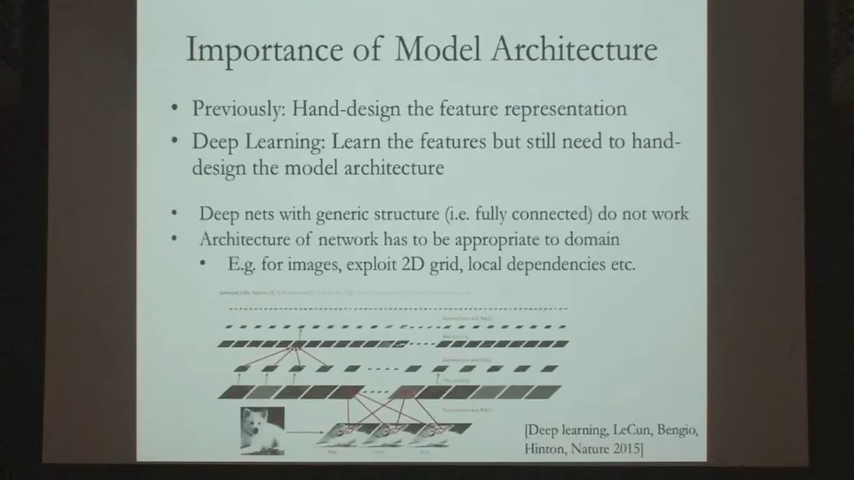 Importance of Model Architecture
• Previously: Hand-design the feature representation
• Deep Learning: Learn the features but still need to hand-
design the model architecture
• Deep nets with generic structure (i.e. fully connected) do not work
• Architecture of network has to be appropriate to domain
• E.g. for images, exploit 2D grid, local dependencies etc.
[Deep learning, LeCun, Bengio,
Hinton, Nature 2015]